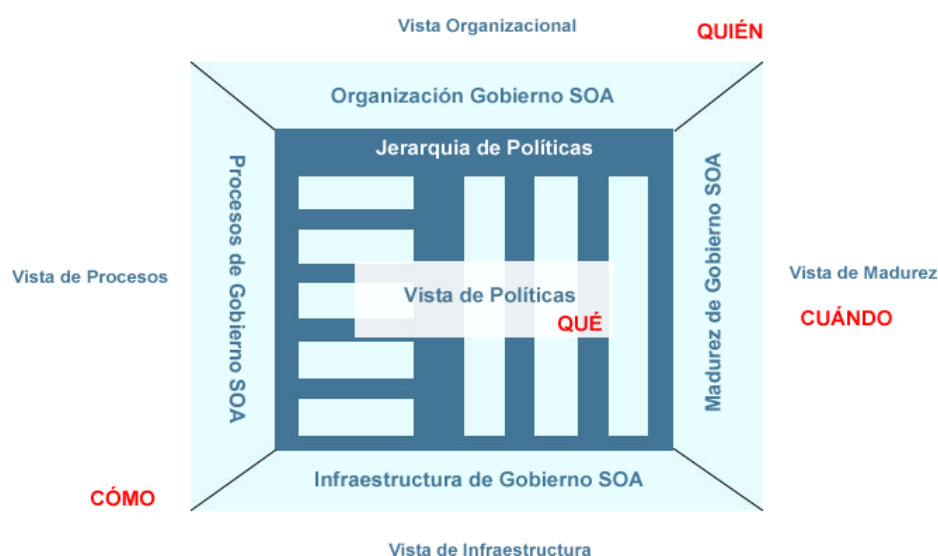 Vista Organizacional
QUIÉN
Organización Gobierno SOA
Jerarquia de Políticas
Procesos de Gobierno SOA
Madurez de Gobierno SOA
Vista de Procesos
Vista de Madurez
Vista de Políticas
QUÉ
CUÁNDO
Infraestructura de Gobierno SOA
CÓMO
Vista de Infraestructura